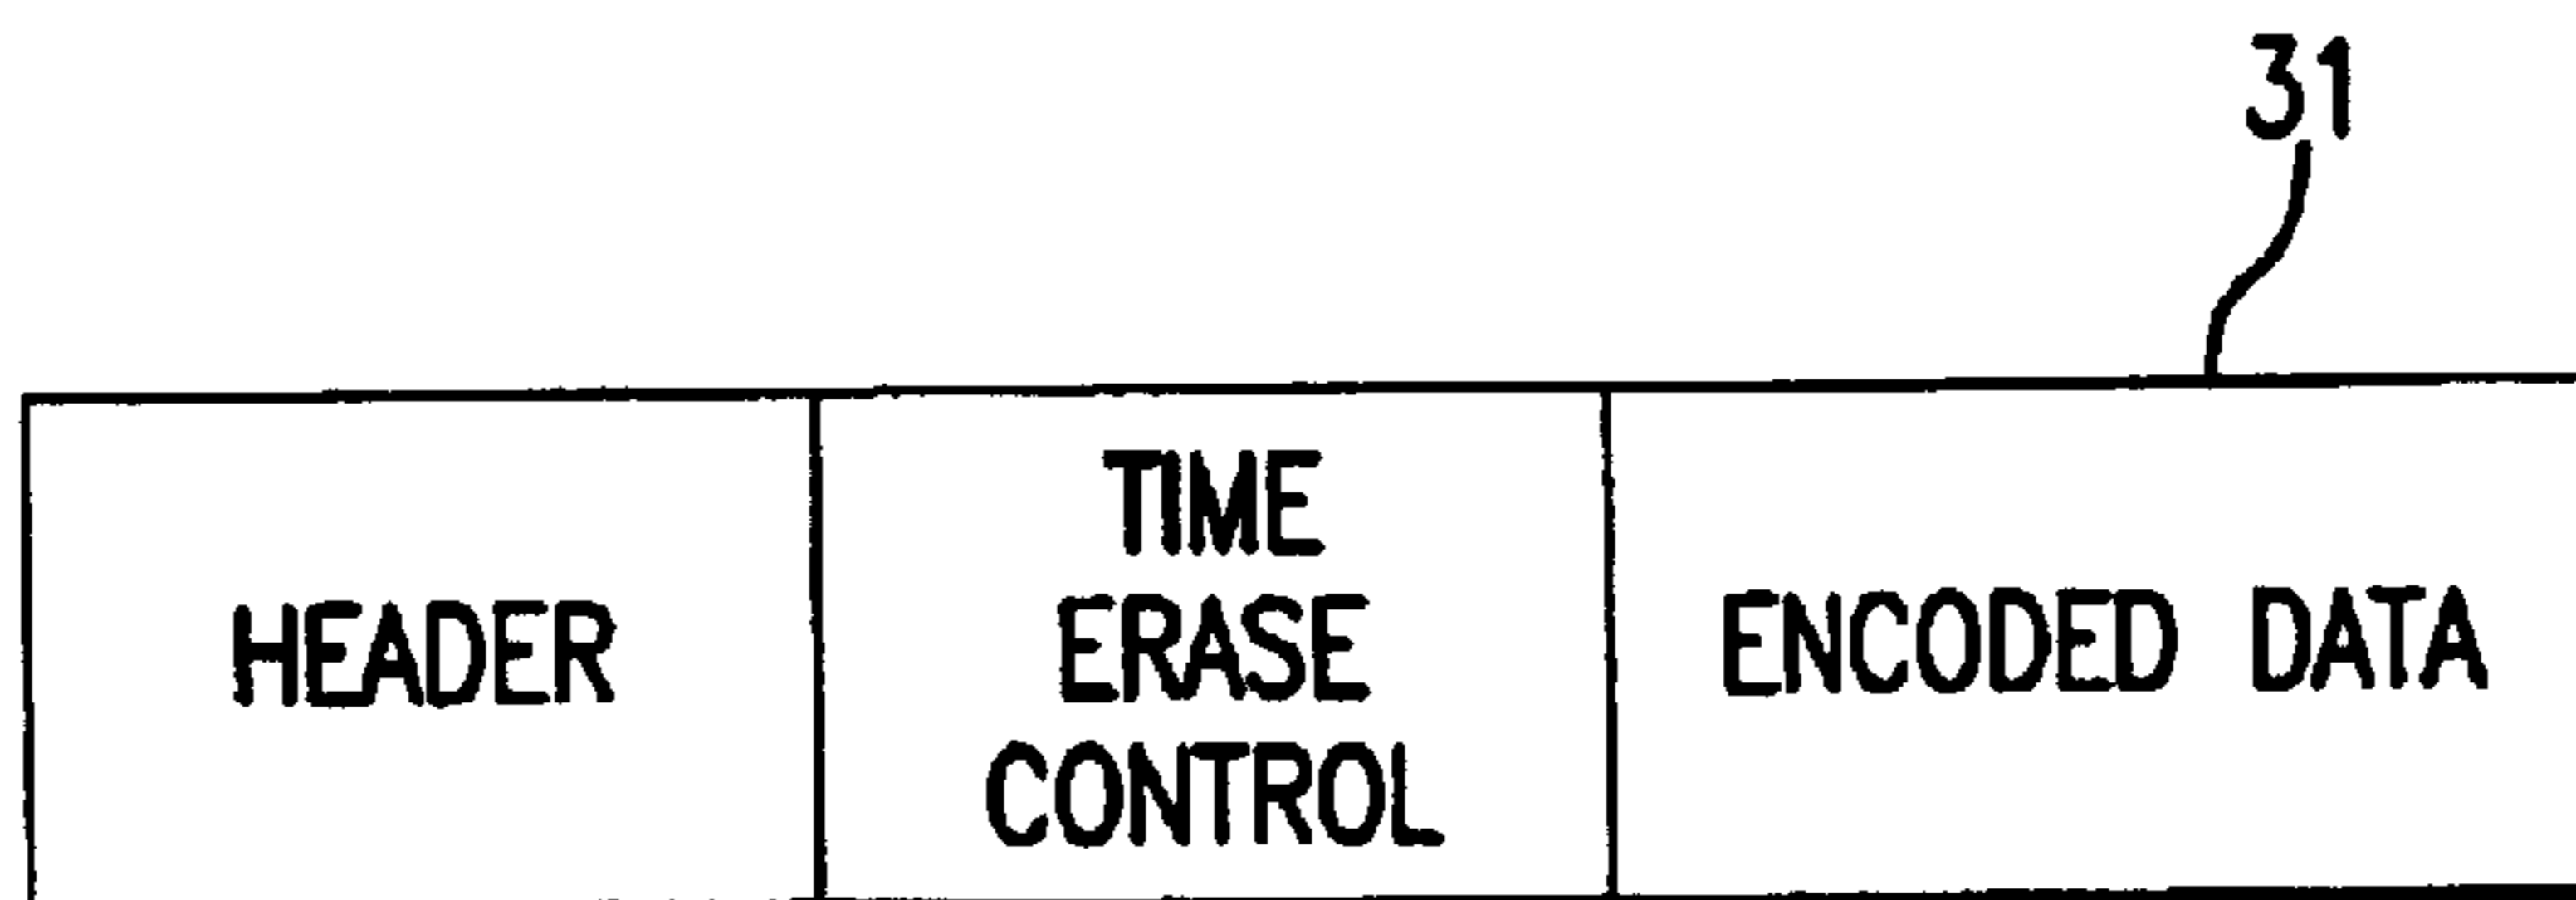 31
HEADER
TIME
ERASE
CONTROL
ENCODED DATA